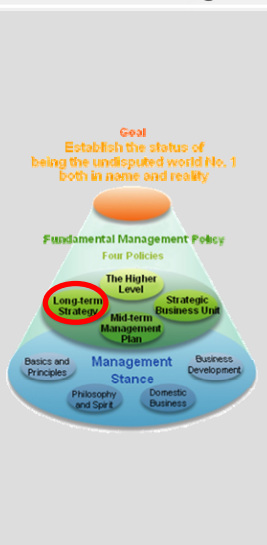 Goal
Establish the status of
being the undisputed world No. 1
both in name and reality
Fundamental Management Policy
Four Policies
The Higher
Level
Long-term
Strategy
Strategic
Business Unit
Mid-term
Management
Plan
Management
Stance
Basics and
Principles
Business
Development
Philosophy
and Spirit
Domestic
Business